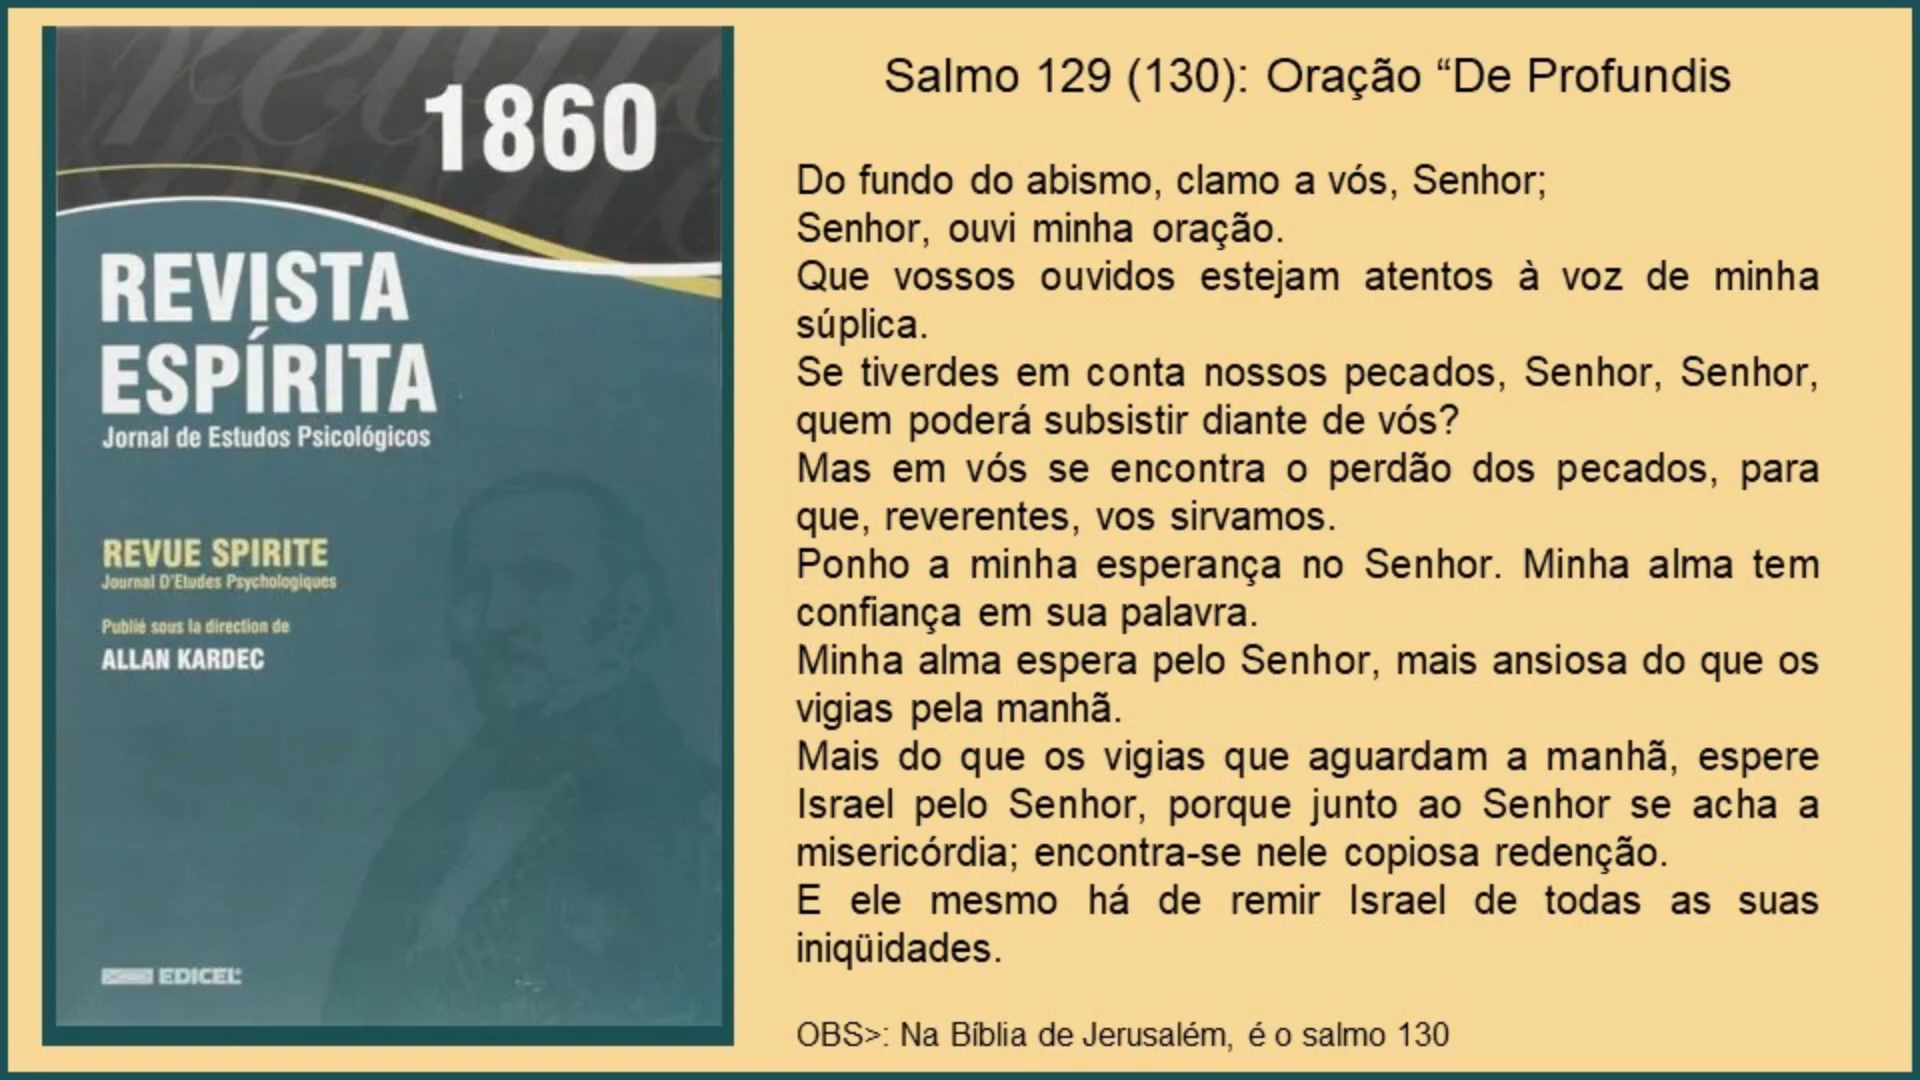 1860
REVISTA
ESPÍRITA
Jornal de Estudos Psicológicos
REVUE SPIRITE
Journal D'Etudes Psychologiques
Publié sous la direction de
ALLAN KARDEC
EDICEL
Salmo 129 (130): Oração “De Profundis
Do fundo do abismo, clamo a vós, Senhor;
Senhor, ouvi minha oração.
Que vossos ouvidos estejam atentos à voz de minha
súplica.
Se tiverdes em conta nossos pecados, Senhor, Senhor,
quem poderá subsistir diante de vós?
Mas em vós se encontra o perdão dos pecados, para
que, reverentes, vos sirvamos.
Ponho a minha esperança no Senhor. Minha alma tem
confiança em sua palavra.
Minha alma espera pelo Senhor, mais ansiosa do que os
vigias pela manhã.
Mais do que os vigias que aguardam a manhã, espere
Israel pelo Senhor, porque junto ao Senhor se acha a
misericórdia; encontra-se nele copiosa redenção.
E ele mesmo há de remir Israel de todas as suas
iniqüidades.
OBS>: Na Bíblia de Jerusalém, é o salmo 130